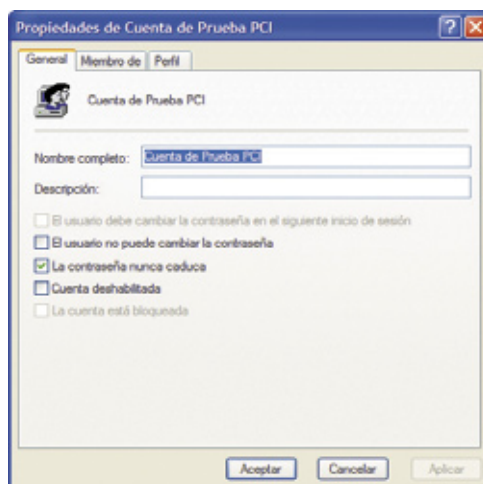 Propiedades de Cuenta de Prueba PCI
General Miembro de Perfil
Cuenta de Prueba PCI
Nombre completo: Cuenta de Prueba PCI
Descripción:
El usuario debe cambiar la contraseña en el siguiente inicio de sesión
El usuario no puede cambiar la contraseña
La contraseña nunca caduca
Cuenta deshabilitada
La cuenta está bloqueada
Aceptar Cancelar Aplicar